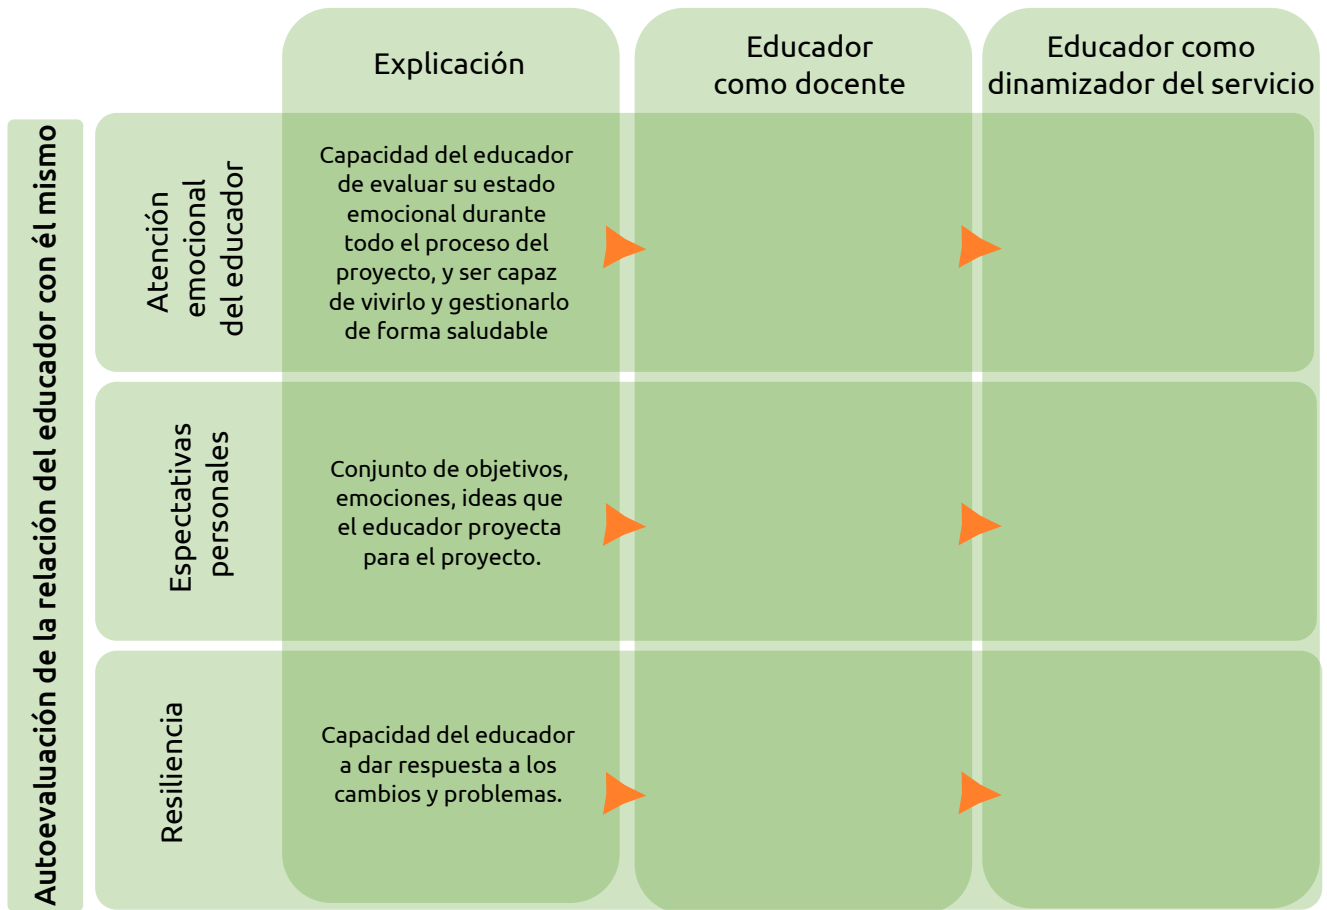 Explicación
Educador
como docente
Educador como
dinamizador del servicio
Autoevaluación de la relación del educador con él mismo
Atención
emocional
del educador
Capacidad del educador
de evaluar su estado
emocional durante
todo el proceso del
proyecto, y ser capaz
de vivirlo y gestionarlo
de forma saludable
Espectativas
personales
Conjunto de objetivos,
emociones, ideas que
el educador proyecta
para el proyecto.
Resiliencia
Capacidad del educador
a dar respuesta a los
cambios y problemas.